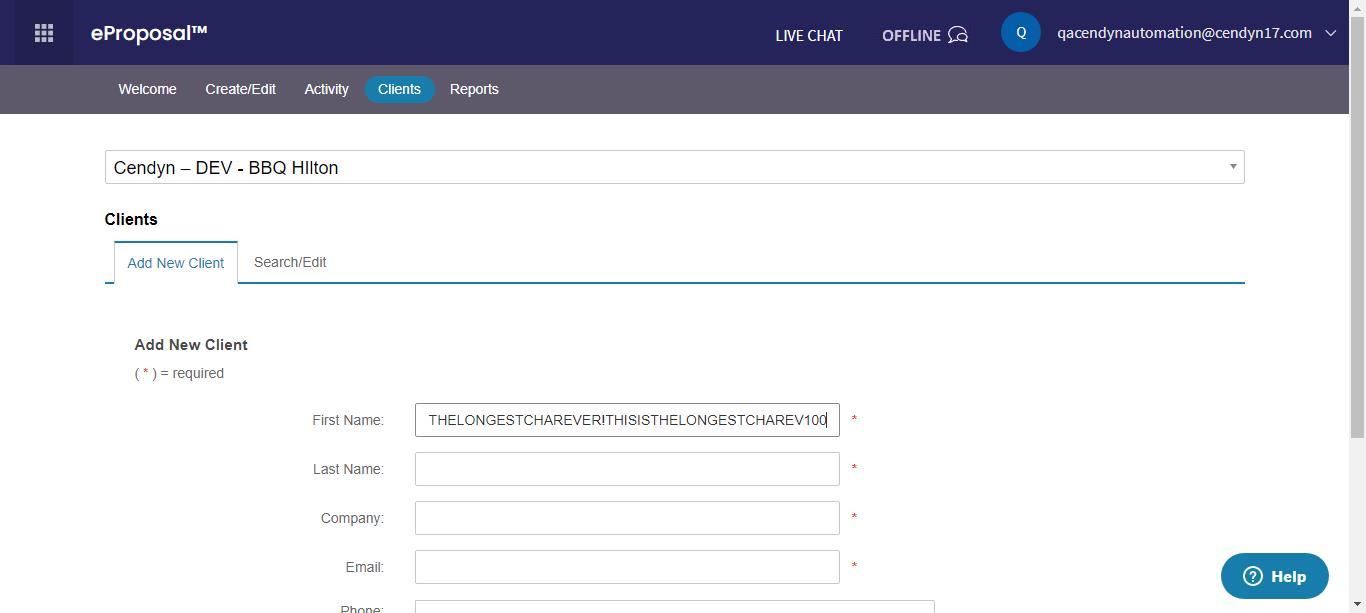 eProposal™
LIVE CHAT
OFFLINE
Q
qacendynautomation@cendyn17.com
Welcome
Create/Edit
Activity
Clients
Reports
Cendyn – DEV - BBQ HIlton
Clients
Add New Client
Search/Edit
Add New Client
( * ) = required
First Name:
THELONGESTCHAREVER!THISISTHELONGESTCHAREV100
*
Last Name:
*
Company:
*
Email:
*
Phone:
? Help